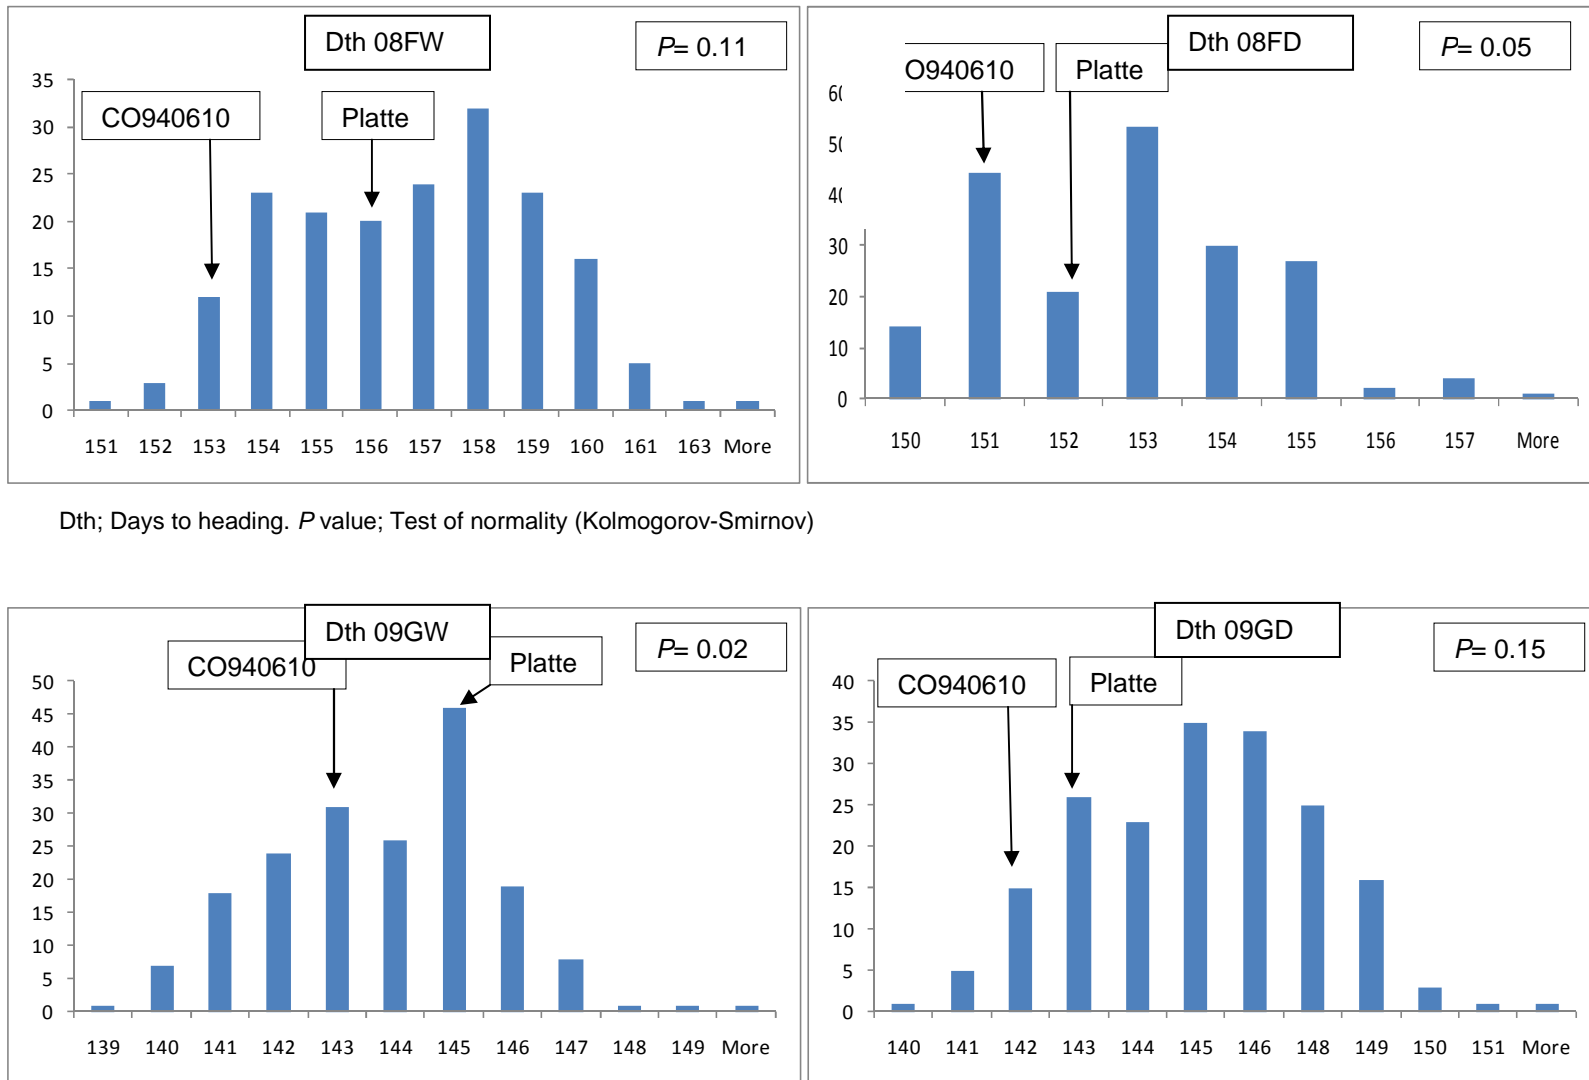 Dth 08FW
P= 0.11
CO940610
Platte
35
30
25
20
15
10
5
0
151 152 153 154 155 156 157 158 159 160 161 163 More
Dth 08FD
P= 0.05
O940610
Platte
30
20
10
0
150 151 152 153 154 155 156 157 More
Dth; Days to heading. P value; Test of normality (Kolmogorov-Smirnov)
Dth 09GW
P= 0.02
CO940610
Platte
50
45
40
35
30
25
20
15
10
5
0
139 140 141 142 143 144 145 146 147 148 149 More
Dth 09GD
P= 0.15
CO940610
Platte
40
35
30
25
20
15
10
5
0
140 141 142 143 144 145 146 148 149 150 151 More